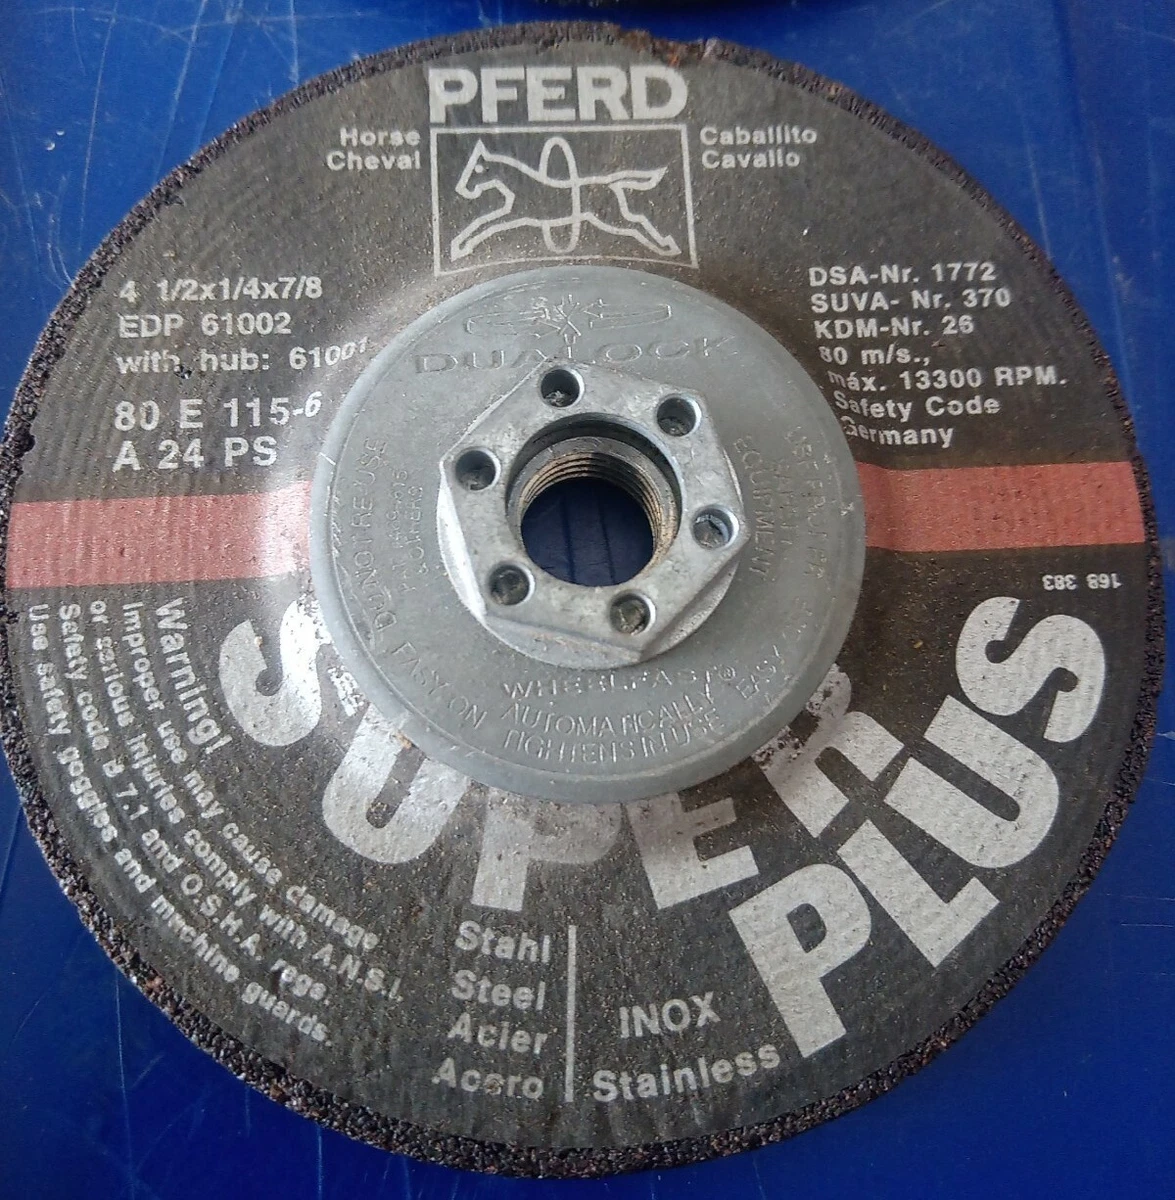 PFERD
Horse
Cheval
Caballito
Cavallo
4 1/2x1/4x7/8
EDP 61002
with hub: 61001
80 E 115-6
A 24 PS
DSA-Nr. 1772
SUVA- Nr. 370
KDM-Nr. 26
80 m/s.,
máx. 13300 RPM.
Safety Code
Germany
DUALOCK
DO NOT RE-USE
EQUIPMENT
WHEELEASY®
AUTOMATICALLY
TIGHTENS IN USE
EASY ON
EASY
168 383
SUPER
PLUS
Warning!
Improper use may cause damage
or serious injuries comply with A.N.S.I.
Safety code B 7.1 and O.S.H.A. regs.
Use Safety goggles and machine guards.
Stahl
Steel
Acier
Acero
INOX
Stainless